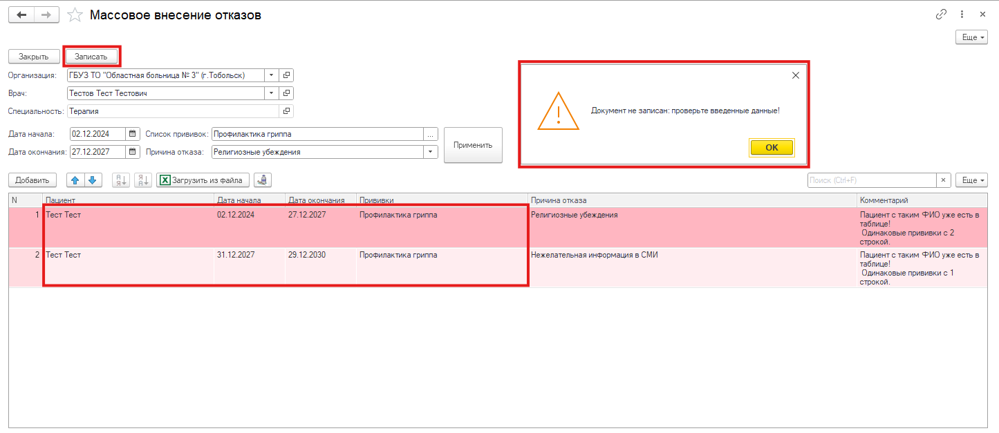 Массовое внесение отказов
Еще
Закрыть Записать
Организация: ГБУЗ ТО "Областная больница № 3" (г.Тобольск)
Врач: Тестов Тест Тестович
Специальность: Терапия
Документ не записан: проверьте введенные данные!
OK
Дата начала: 02.12.2024 Список прививок: Профилактика гриппа ...
Дата окончания: 27.12.2027 Причина отказа: Религиозные убеждения
Применить
Добавить Загрузить из файла Поиск (Ctrl+F) × Еще
N Пациент Дата начала Дата окончания Прививки Причина отказа Комментарий
1 Тест Тест 02.12.2024 27.12.2027 Профилактика гриппа Религиозные убеждения Пациент с таким ФИО уже есть в
таблице!
Одинаковые прививки с 2
строкой.
2 Тест Тест 31.12.2027 29.12.2030 Профилактика гриппа Нежелательная информация в СМИ Пациент с таким ФИО уже есть в
таблице!
Одинаковые прививки с 1
строкой.